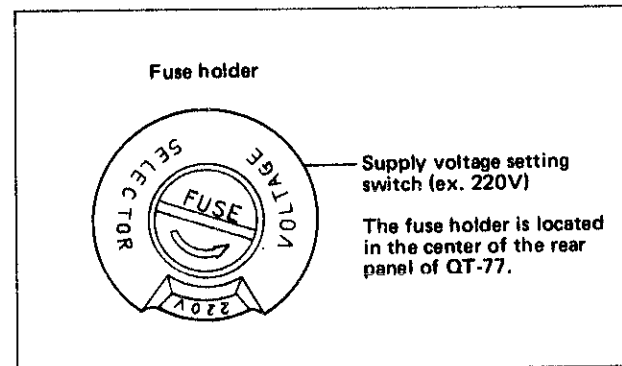 Fuse holder
VOLTAGE
SELECTOR
FUSE
220V
Supply voltage setting
switch (ex. 220V)
The fuse holder is located
in the center of the rear
panel of QT-77.